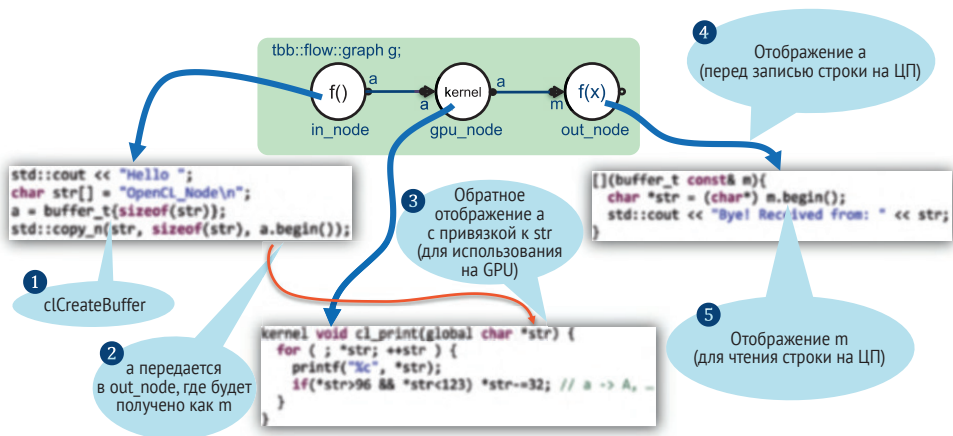 tbb::flow::graph g;
f()
a
a
kernel
a
m
f(x)
in_node
gpu_node
out_node
4
Отображение a
(перед записью строки на ЦП)
std::cout << "Hello ";
char str[] = "OpenCL_Node\n";
a = buffer_t{sizeof(str)};
std::copy_n(str, sizeof(str), a.begin());
3
Обратное
отображение a
с привязкой к str
(для использования
на GPU)
[](buffer_t const& m){
char *str = (char*) m.begin();
std::cout << "Bye! Received from: " << str;
}
1
clCreateBuffer
2
a передается
в out_node, где будет
получено как m
kernel void cl_print(global char *str) {
for ( ; *str; ++str ) {
printf("%c", *str);
if(*str>96 && *str<123) *str-=32; // a -> A, …
}
}
5
Отображение m
(для чтения строки на ЦП)